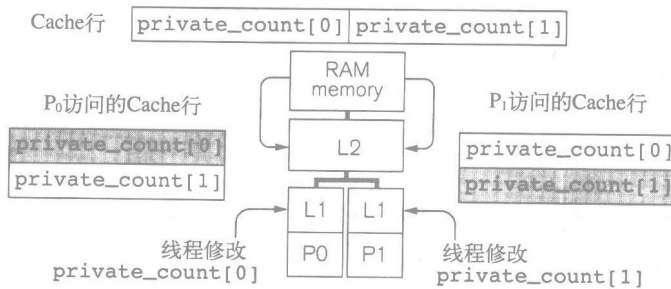 Cache行 private_count[0] private_count[1]
RAM
memory
P₀访问的Cache行
private_count[0]
private_count[1]
P₁访问的Cache行
private_count[0]
private_count[1]
L2
L1 L1
P0 P1
线程修改
private_count[0]
线程修改
private_count[1]